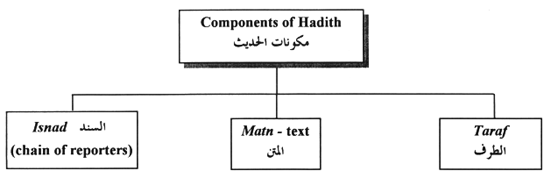 Components of Hadith
مكونات الحديث
Isnad السند
(chain of reporters)
Matn - text
المتن
Taraf
الطرف